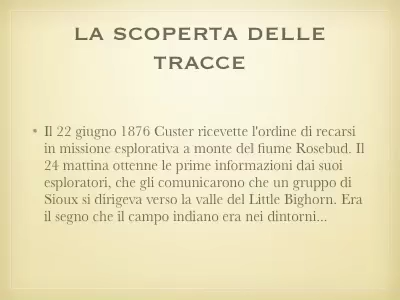 LA SCOPERTA DELLE
TRACCE
• Il 22 giugno 1876 Custer ricevette l'ordine di recarsi
in missione esplorativa a monte del fiume Rosebud. Il
24 mattina ottenne le prime informazioni dai suoi
esploratori, che gli comunicarono che un gruppo di
Sioux si dirigeva verso la valle del Little Bighorn. Era
il segno che il campo indiano era nei dintorni...